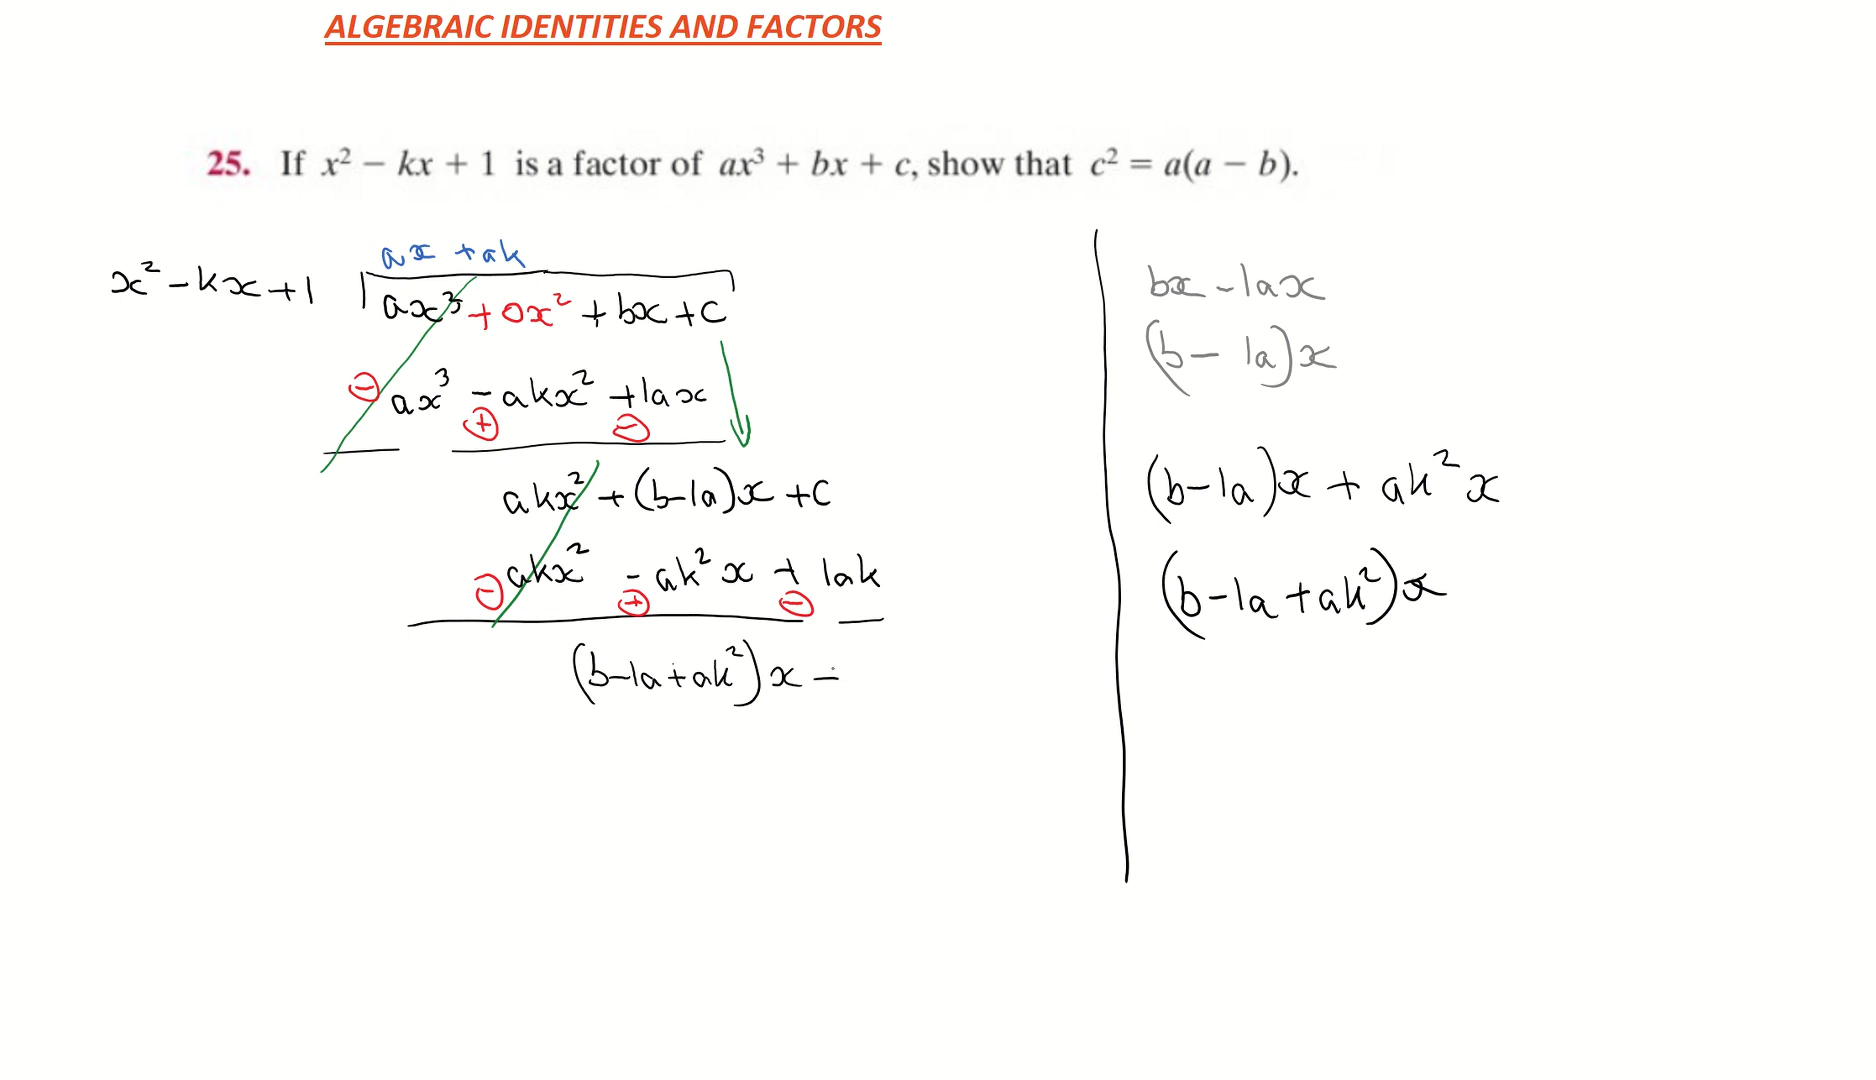 ALGEBRAIC IDENTITIES AND FACTORS
25. If x² − kx + 1 is a factor of ax³ + bx + c, show that c² = a(a − b).
ax + ak
x² - kx + 1
ax³ + 0x² + bx + c
⊖ ax³ - akx² + 1ax
⊕ ⊖
akx² + (b-1a)x + c
⊖ akx² - ak²x + 1ak
⊕ ⊖
(b-1a+ak²)x -
bx - 1ax
(b - 1a)x
(b-1a)x + ak²x
(b-1a+ak²)x